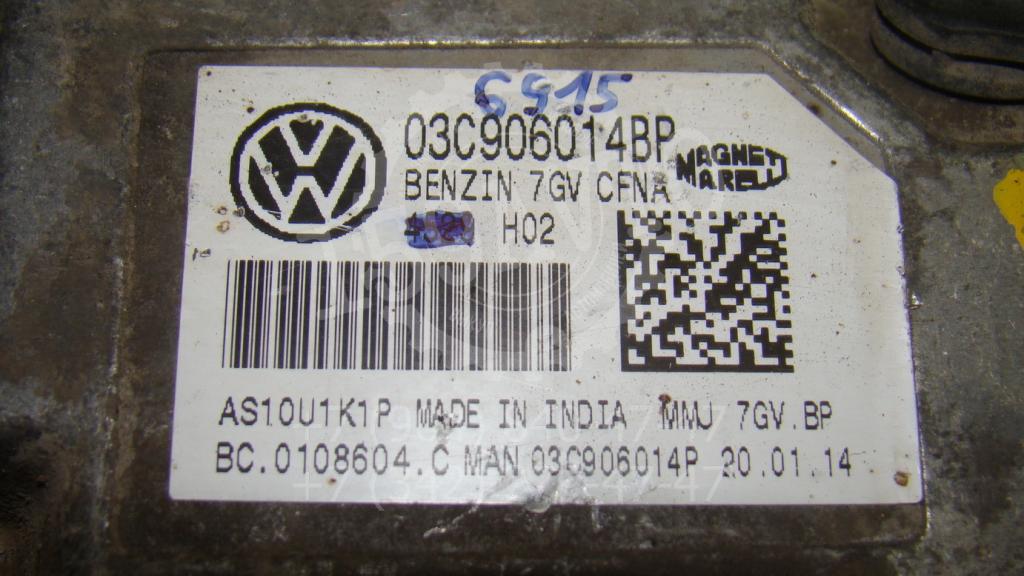 6915
03C906014BP
MAGNETI
MARELLI
BENZIN 7GV CFNA
H02
AS10U1K1P MADE IN INDIA MMJ 7GV.BP
BC.0108604.C MAN 03C906014P 20.01.14